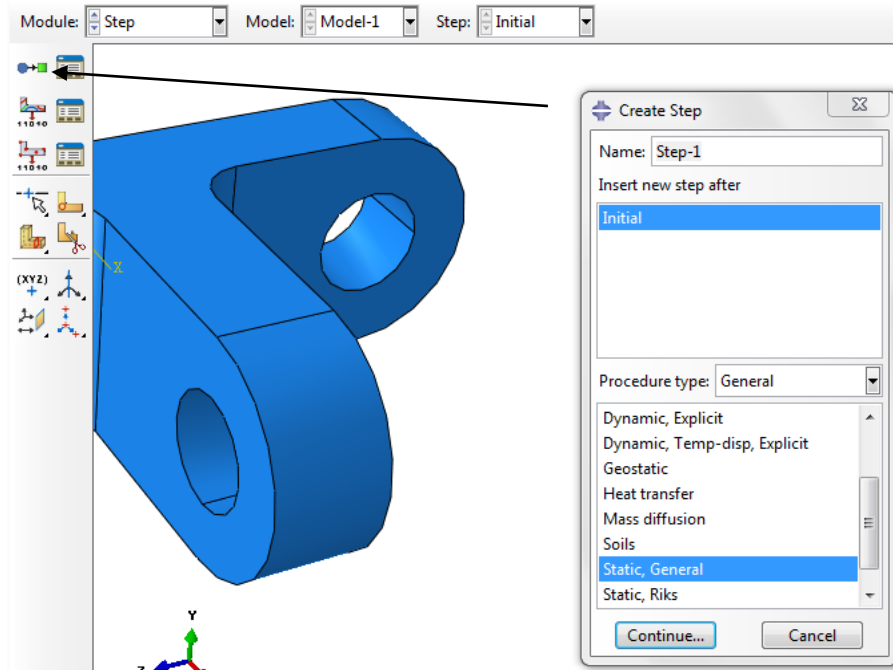 Module: Step Model: Model-1 Step: Initial
Create Step
Name: Step-1
Insert new step after
Initial
Procedure type: General
Dynamic, Explicit
Dynamic, Temp-disp, Explicit
Geostatic
Heat transfer
Mass diffusion
Soils
Static, General
Static, Riks
Continue... Cancel
11010
11010
(XYZ)
X
Y
Z